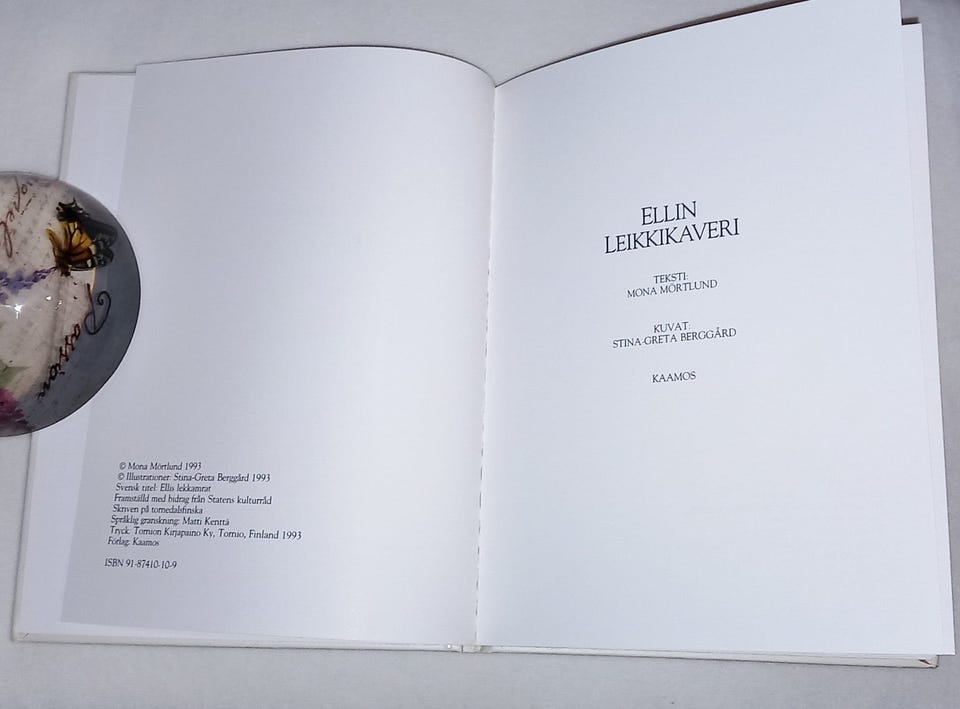 © Mona Mörtlund 1993
© Illustrationer: Stina-Greta Berggård 1993
Svensk titel: Ellis lekkamrat
Framställd med bidrag från Statens kulturråd
Skriven på tornedalsfinska
Språklig granskning: Matti Kenttä
Tryck: Tornion Kirjapaino Ky, Tornio, Finland 1993
Förlag: Kaamos
ISBN 91-87410-10-9
ELLIN
LEIKKIKAVERI
TEKSTI:
MONA MÖRTLUND
KUVAT:
STINA-GRETA BERGGÅRD
KAAMOS
Passion